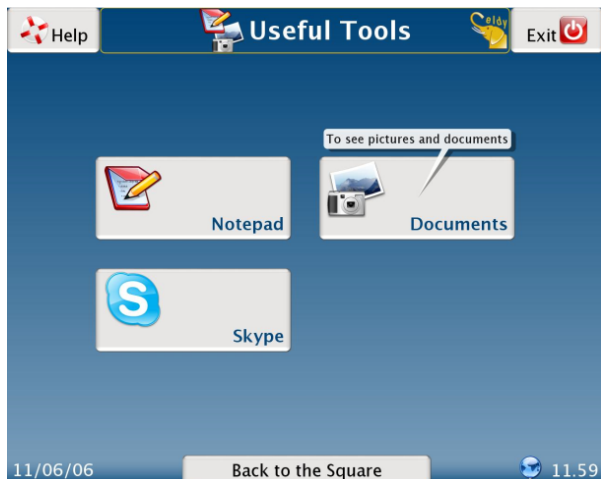 Help
Useful Tools
Eldy
Exit
To see pictures and documents
Notepad
Documents
S
Skype
11/06/06
Back to the Square
11.59